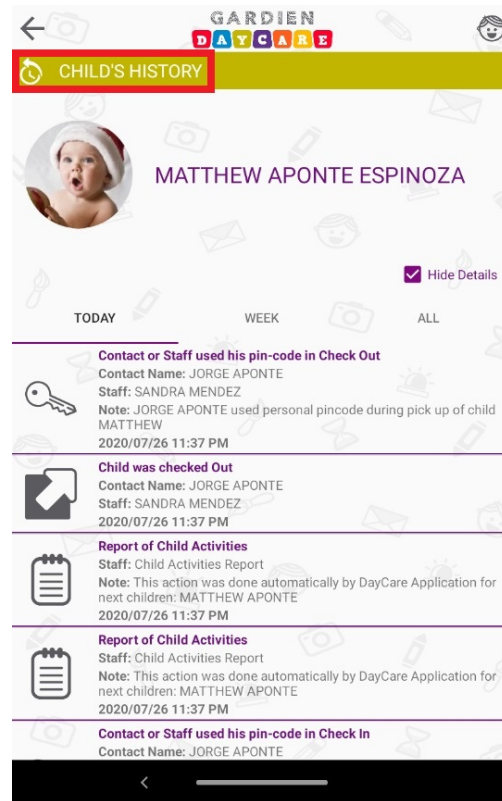 GARDIEN
DAYCARE
CHILD'S HISTORY
MATTHEW APONTE ESPINOZA
Hide Details
TODAY WEEK ALL
Contact or Staff used his pin-code in Check Out
Contact Name: JORGE APONTE
Staff: SANDRA MENDEZ
Note: JORGE APONTE used personal pincode during pick up of child
MATTHEW
2020/07/26 11:37 PM
Child was checked Out
Contact Name: JORGE APONTE
Staff: SANDRA MENDEZ
2020/07/26 11:37 PM
Report of Child Activities
Staff: Child Activities Report
Note: This action was done automatically by DayCare Application for
next children: MATTHEW APONTE
2020/07/26 11:37 PM
Report of Child Activities
Staff: Child Activities Report
Note: This action was done automatically by DayCare Application for
next children: MATTHEW APONTE
2020/07/26 11:37 PM
Contact or Staff used his pin-code in Check In
Contact Name: JORGE APONTE